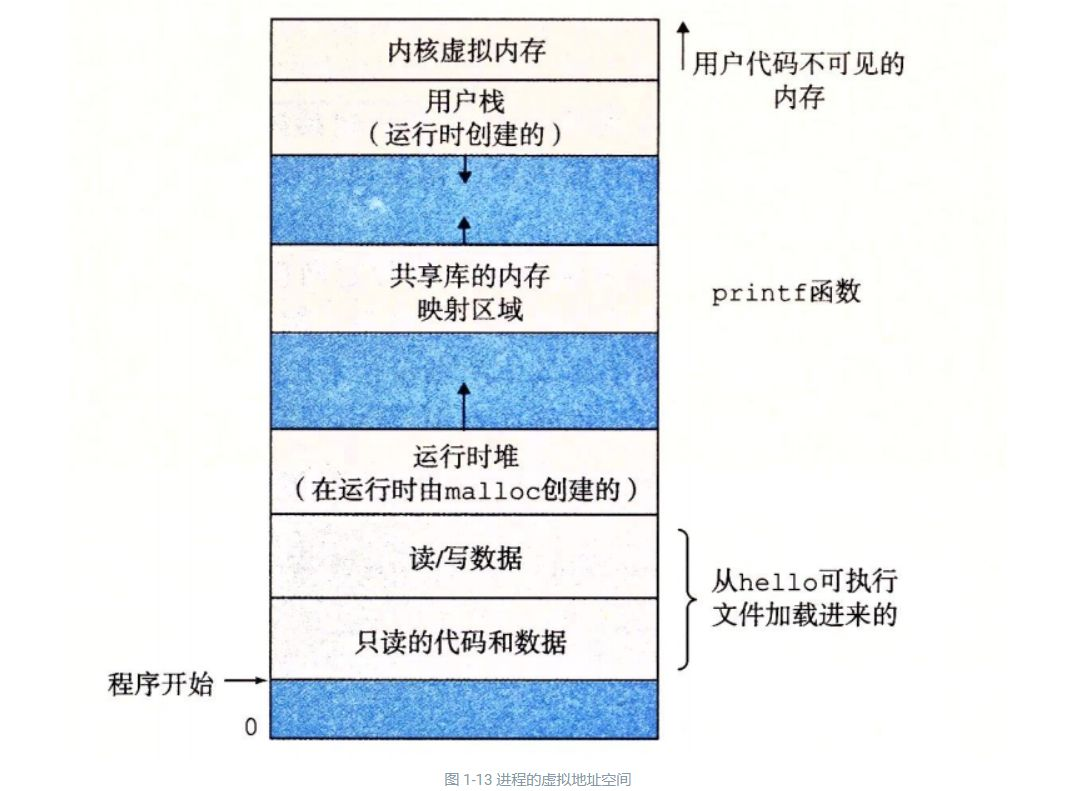 内核虚拟内存
用户代码不可见的
内存
用户栈
（运行时创建的）
共享库的内存
映射区域
printf函数
运行时堆
（在运行时由malloc创建的）
读/写数据
只读的代码和数据
从hello可执行
文件加载进来的
程序开始
0
图 1-13 进程的虚拟地址空间